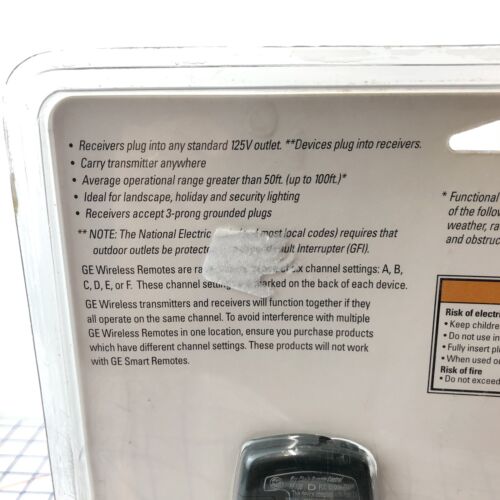 • Receivers plug into any standard 125V outlet. **Devices plug into receivers.
• Carry transmitter anywhere
• Average operational range greater than 50ft. (up to 100ft.)*
• Ideal for landscape, holiday and security lighting
• Receivers accept 3-prong grounded plugs
** NOTE: The National Electric most local codes) requires that
outdoor outlets be protected Interrupter (GFI).
GE Wireless Remotes are channel settings: A, B,
C, D, E, or F. These channel setting marked on the back of each device.
GE Wireless transmitters and receivers will function together if they
all operate on the same channel. To avoid interference with multiple
GE Wireless Remotes in one location, ensure you purchase products
which have different channel settings. These products will not work
with GE Smart Remotes.
* Functional
of the follow
weather, ra
and obstruc
Risk of electri
• Keep children
• Do not use in
• Fully insert pl
• When used o
Risk of fire
• Do not exceed
D